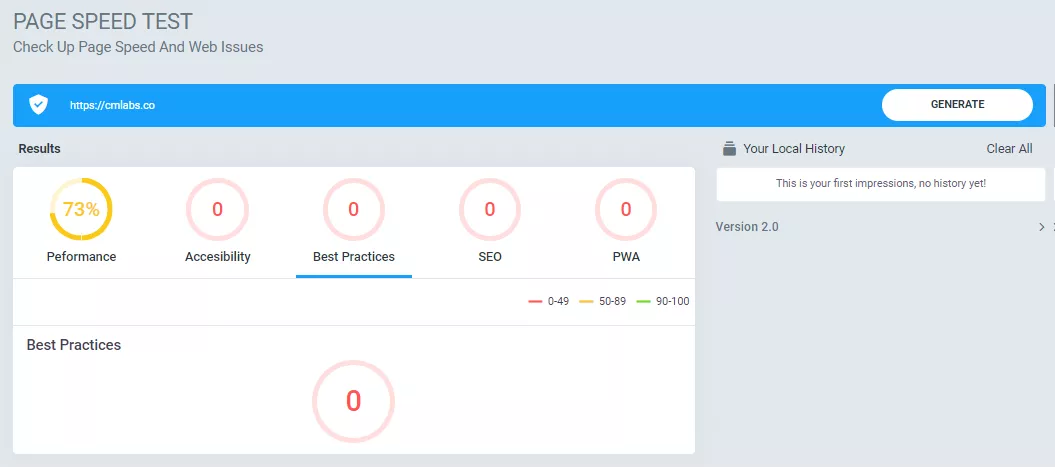 PAGE SPEED TEST
Check Up Page Speed And Web Issues
https://cmlabs.co
GENERATE
Results
73%
0
0
0
0
Peformance
Accesibility
Best Practices
SEO
PWA
0-49
50-89
90-100
Best Practices
0
Your Local History
Clear All
This is your first impressions, no history yet!
Version 2.0